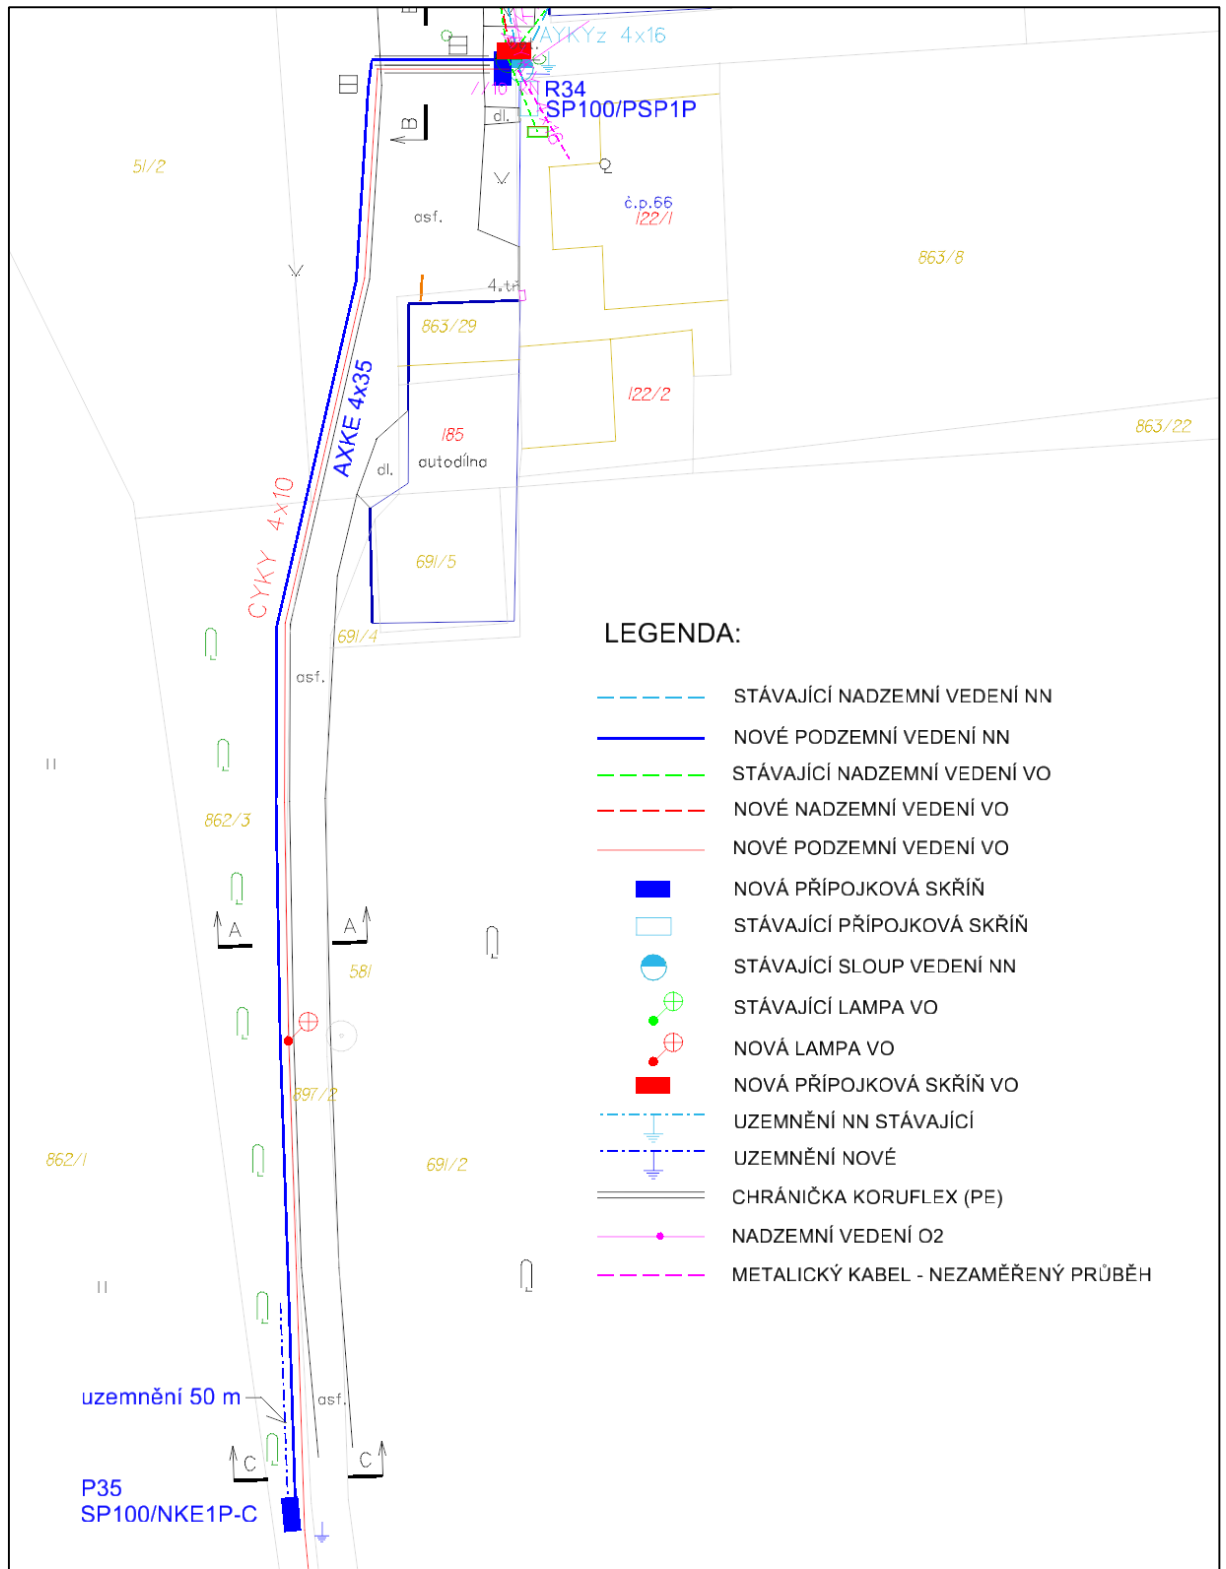 B
AYKYz 4x16
R34
SP100/PSP1P
dl.
B
51/2
č.p.66
122/1
asf.
863/8
4.tř
863/29
AXKE 4x35
122/2
863/22
185
autodílna
dl.
CYKY 4x10
691/5
691/4
asf.
862/3
A
A
581
897/2
862/1
691/2
uzemnění 50 m
asf.
C
C
P35
SP100/NKE1P-C
LEGENDA:
STÁVAJÍCÍ NADZEMNÍ VEDENÍ NN
NOVÉ PODZEMNÍ VEDENÍ NN
STÁVAJÍCÍ NADZEMNÍ VEDENÍ VO
NOVÉ NADZEMNÍ VEDENÍ VO
NOVÉ PODZEMNÍ VEDENÍ VO
NOVÁ PŘÍPOJKOVÁ SKŘÍŇ
STÁVAJÍCÍ PŘÍPOJKOVÁ SKŘÍŇ
STÁVAJÍCÍ SLOUP VEDENÍ NN
STÁVAJÍCÍ LAMPA VO
NOVÁ LAMPA VO
NOVÁ PŘÍPOJKOVÁ SKŘÍŇ VO
UZEMNĚNÍ NN STÁVAJÍCÍ
UZEMNĚNÍ NOVÉ
CHRÁNIČKA KORUFLEX (PE)
NADZEMNÍ VEDENÍ O2
METALICKÝ KABEL - NEZAMĚŘENÝ PRŮBĚH